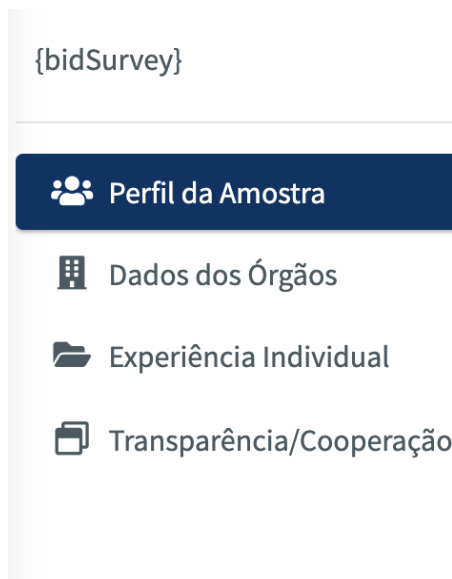 {bidSurvey}
Perfil da Amostra
Dados dos Órgãos
Experiência Individual
Transparência/Cooperação